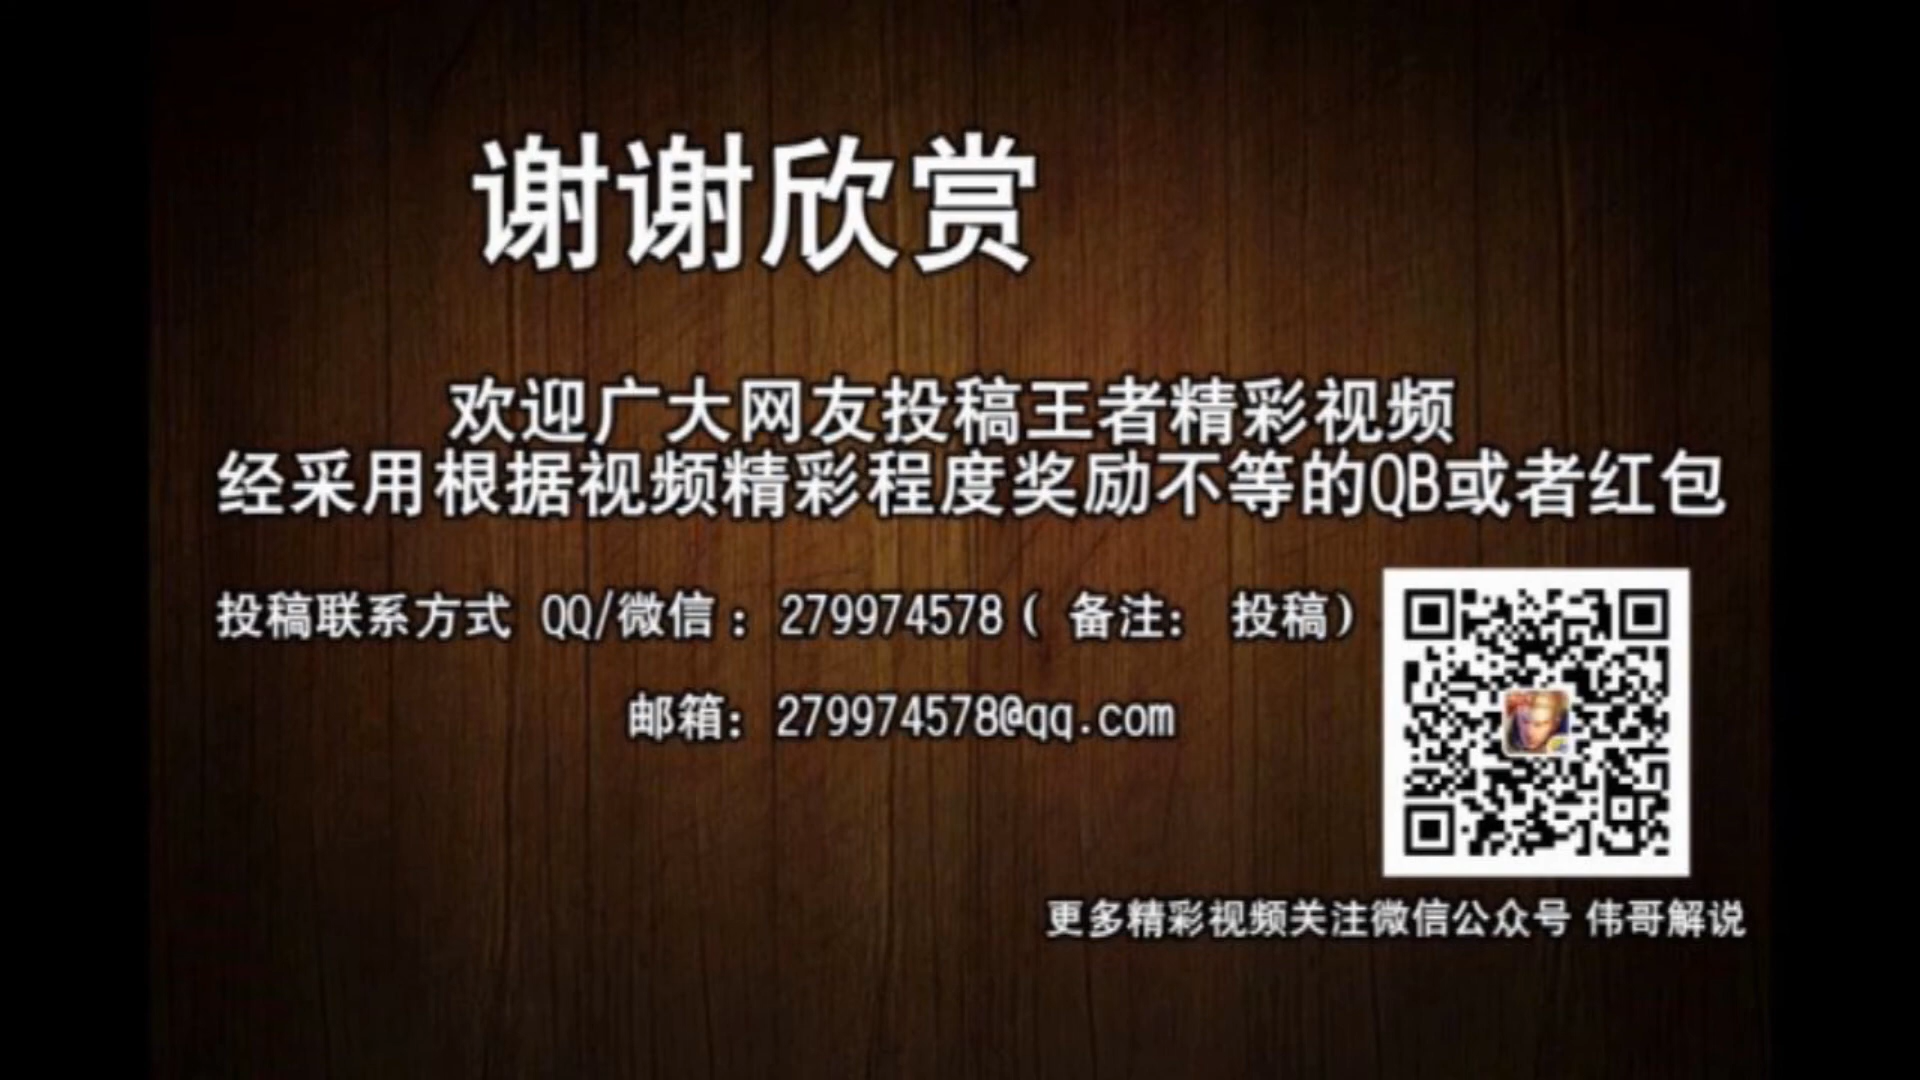 谢谢欣赏
欢迎广大网友投稿王者精彩视频
经采用根据视频精彩程度奖励不等的QB或者红包
投稿联系方式 QQ/微信：279974578（ 备注： 投稿）
邮箱：279974578@qq.com
更多精彩视频关注微信公众号 伟哥解说